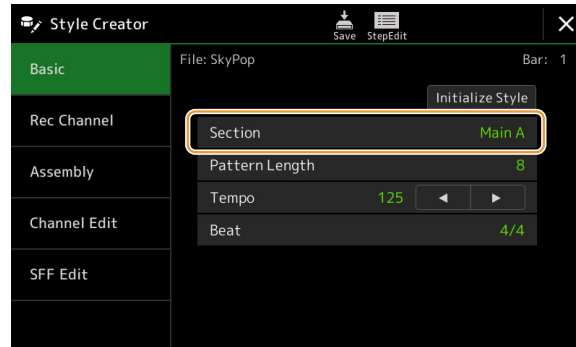 Style Creator
Save StepEdit
Basic
File: SkyPop Bar: 1
Initialize Style
Rec Channel
Section Main A
Assembly
Pattern Length 8
Tempo 125
Channel Edit
Beat 4/4
SFF Edit